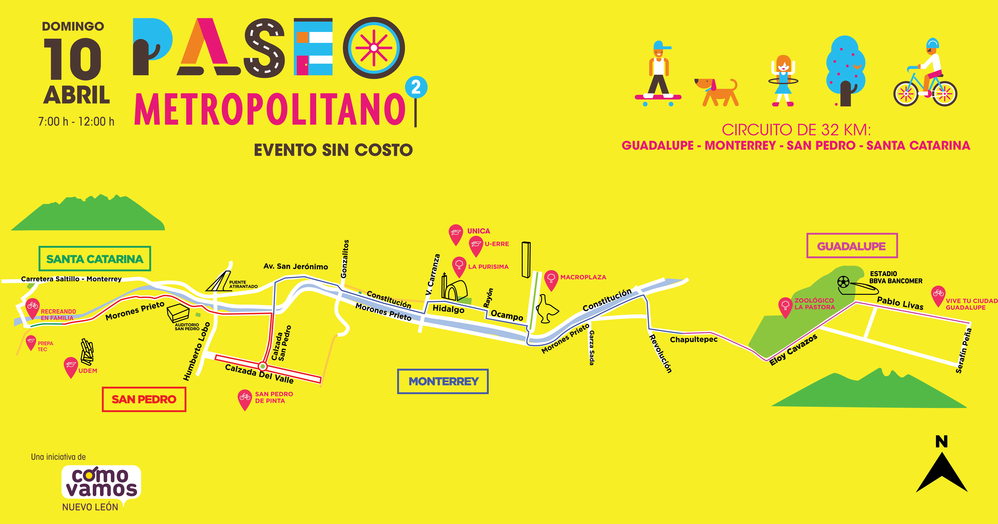 DOMINGO
10
ABRIL
7:00 h - 12:00 h
PASEO
METROPOLITANO 2
EVENTO SIN COSTO
CIRCUITO DE 32 KM:
GUADALUPE - MONTERREY - SAN PEDRO - SANTA CATARINA
SANTA CATARINA
Carretera Saltillo - Monterrey
RECREANDO
EN FAMILIA
PREPA
TEC
UDEM
Morones Prieto
AUDITORIO
SAN PEDRO
PUENTE
ATIRANTADO
Humberto Lobo
Calzada
San Pedro
Calzada Del Valle
SAN PEDRO
DE PINTA
SAN PEDRO
Av. San Jerónimo
Gonzalitos
Constitución
Morones Prieto
V. Carranza
Hidalgo
UNICA
U-ERRE
LA PURISIMA
Rayón
Ocampo
MACROPLAZA
Constitución
Morones Prieto
Garza Sada
MONTERREY
Revolución
Chapultepec
GUADALUPE
ZOOLÓGICO
LA PASTORA
ESTADIO
BBVA BANCOMER
Eloy Cavazos
Pablo Livas
VIVE TU CIUDAD
GUADALUPE
Serafín Peña
N
Una iniciativa de
cómo
vamos
NUEVO LEÓN